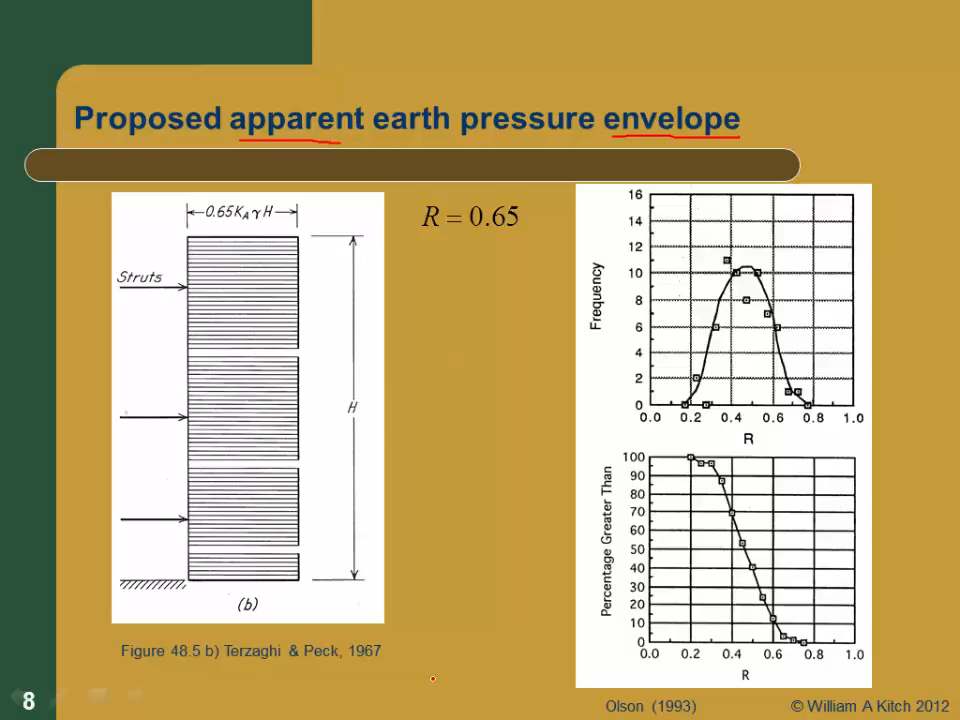 Proposed apparent earth pressure envelope
0.65KAγH
R = 0.65
Struts
H
(b)
Figure 48.5 b) Terzaghi & Peck, 1967
Frequency
16
14
12
10
8
6
4
2
0
0.0 0.2 0.4 0.6 0.8 1.0
R
Percentage Greater Than
100
90
80
70
60
50
40
30
20
10
0
0.0 0.2 0.4 0.6 0.8 1.0
R
8
Olson (1993)
© William A Kitch 2012